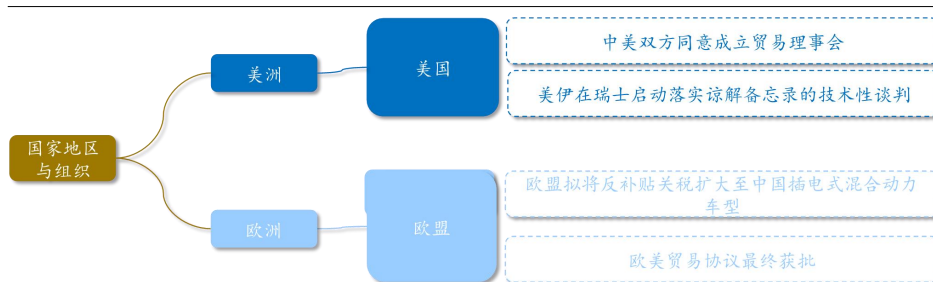 国家地区
与组织
美洲
美国
中美双方同意成立贸易理事会
美伊在瑞士启动落实谅解备忘录的技术性谈判
欧洲
欧盟
欧盟拟将反补贴关税扩大至中国插电式混合动力
车型
欧美贸易协议最终获批